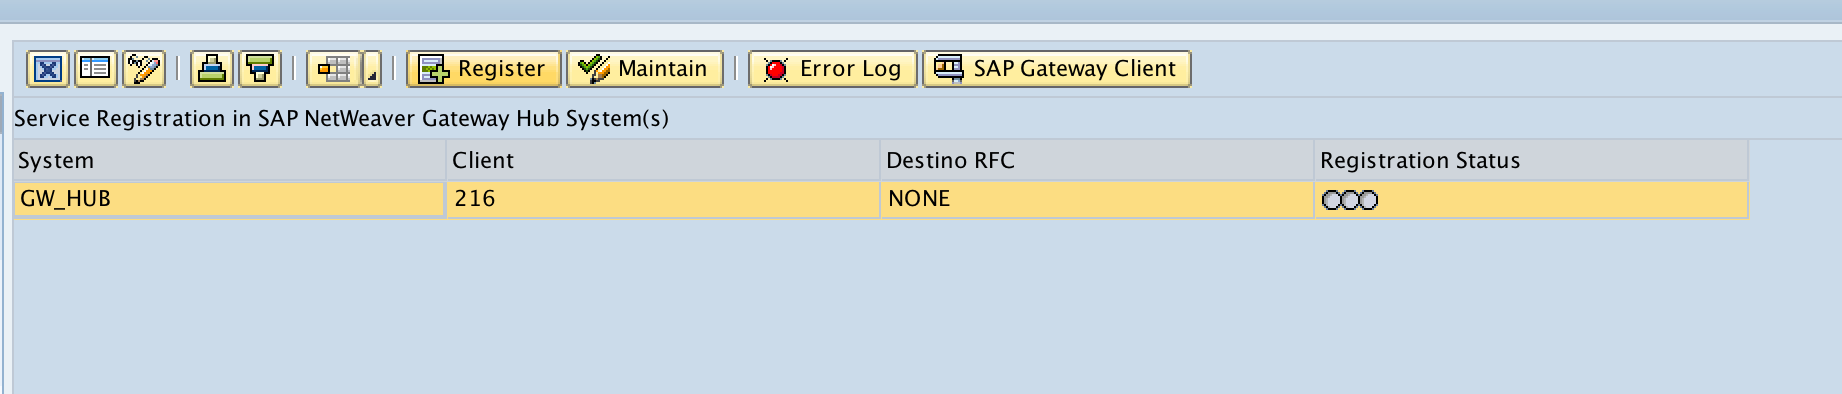 Register Maintain Error Log SAP Gateway Client
Service Registration in SAP NetWeaver Gateway Hub System(s)
System Client Destino RFC Registration Status
GW_HUB 216 NONE